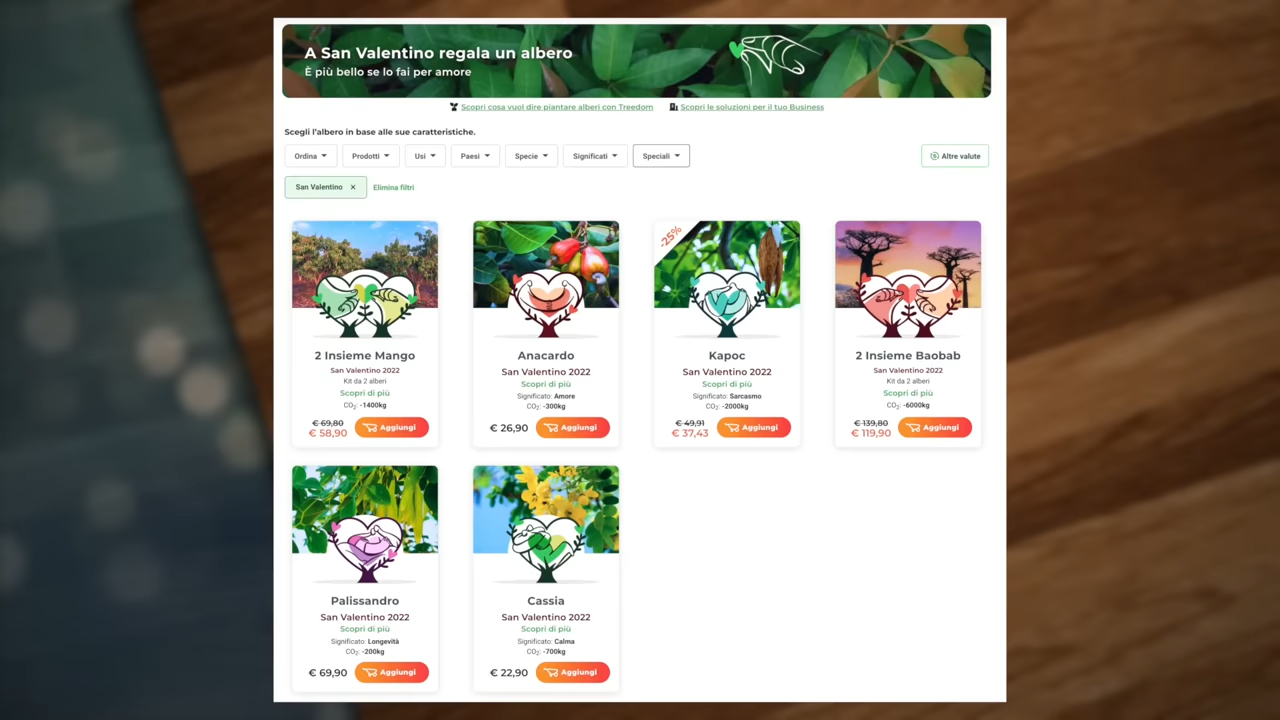 A San Valentino regala un albero
È più bello se lo fai per amore
Scopri cosa vuol dire piantare alberi con Treedom
Scopri le soluzioni per il tuo Business
Scegli l'albero in base alle sue caratteristiche.
Ordina
Prodotti
Usi
Paesi
Specie
Significati
Speciali
Altre valute
San Valentino ×
Elimina filtri
2 Insieme Mango
San Valentino 2022
Kit da 2 alberi
Scopri di più
CO₂: -1400kg
€ 69,80
€ 58,90
Aggiungi
Anacardo
San Valentino 2022
Scopri di più
Significato: Amore
CO₂: -300kg
€ 26,90
Aggiungi
-25%
Kapoc
San Valentino 2022
Scopri di più
Significato: Sarcasmo
CO₂: -2000kg
€ 49,91
€ 37,43
Aggiungi
2 Insieme Baobab
San Valentino 2022
Kit da 2 alberi
Scopri di più
CO₂: -6000kg
€ 139,80
€ 119,90
Aggiungi
Palissandro
San Valentino 2022
Scopri di più
Significato: Longevità
CO₂: -200kg
€ 69,90
Aggiungi
Cassia
San Valentino 2022
Scopri di più
Significato: Calma
CO₂: -700kg
€ 22,90
Aggiungi